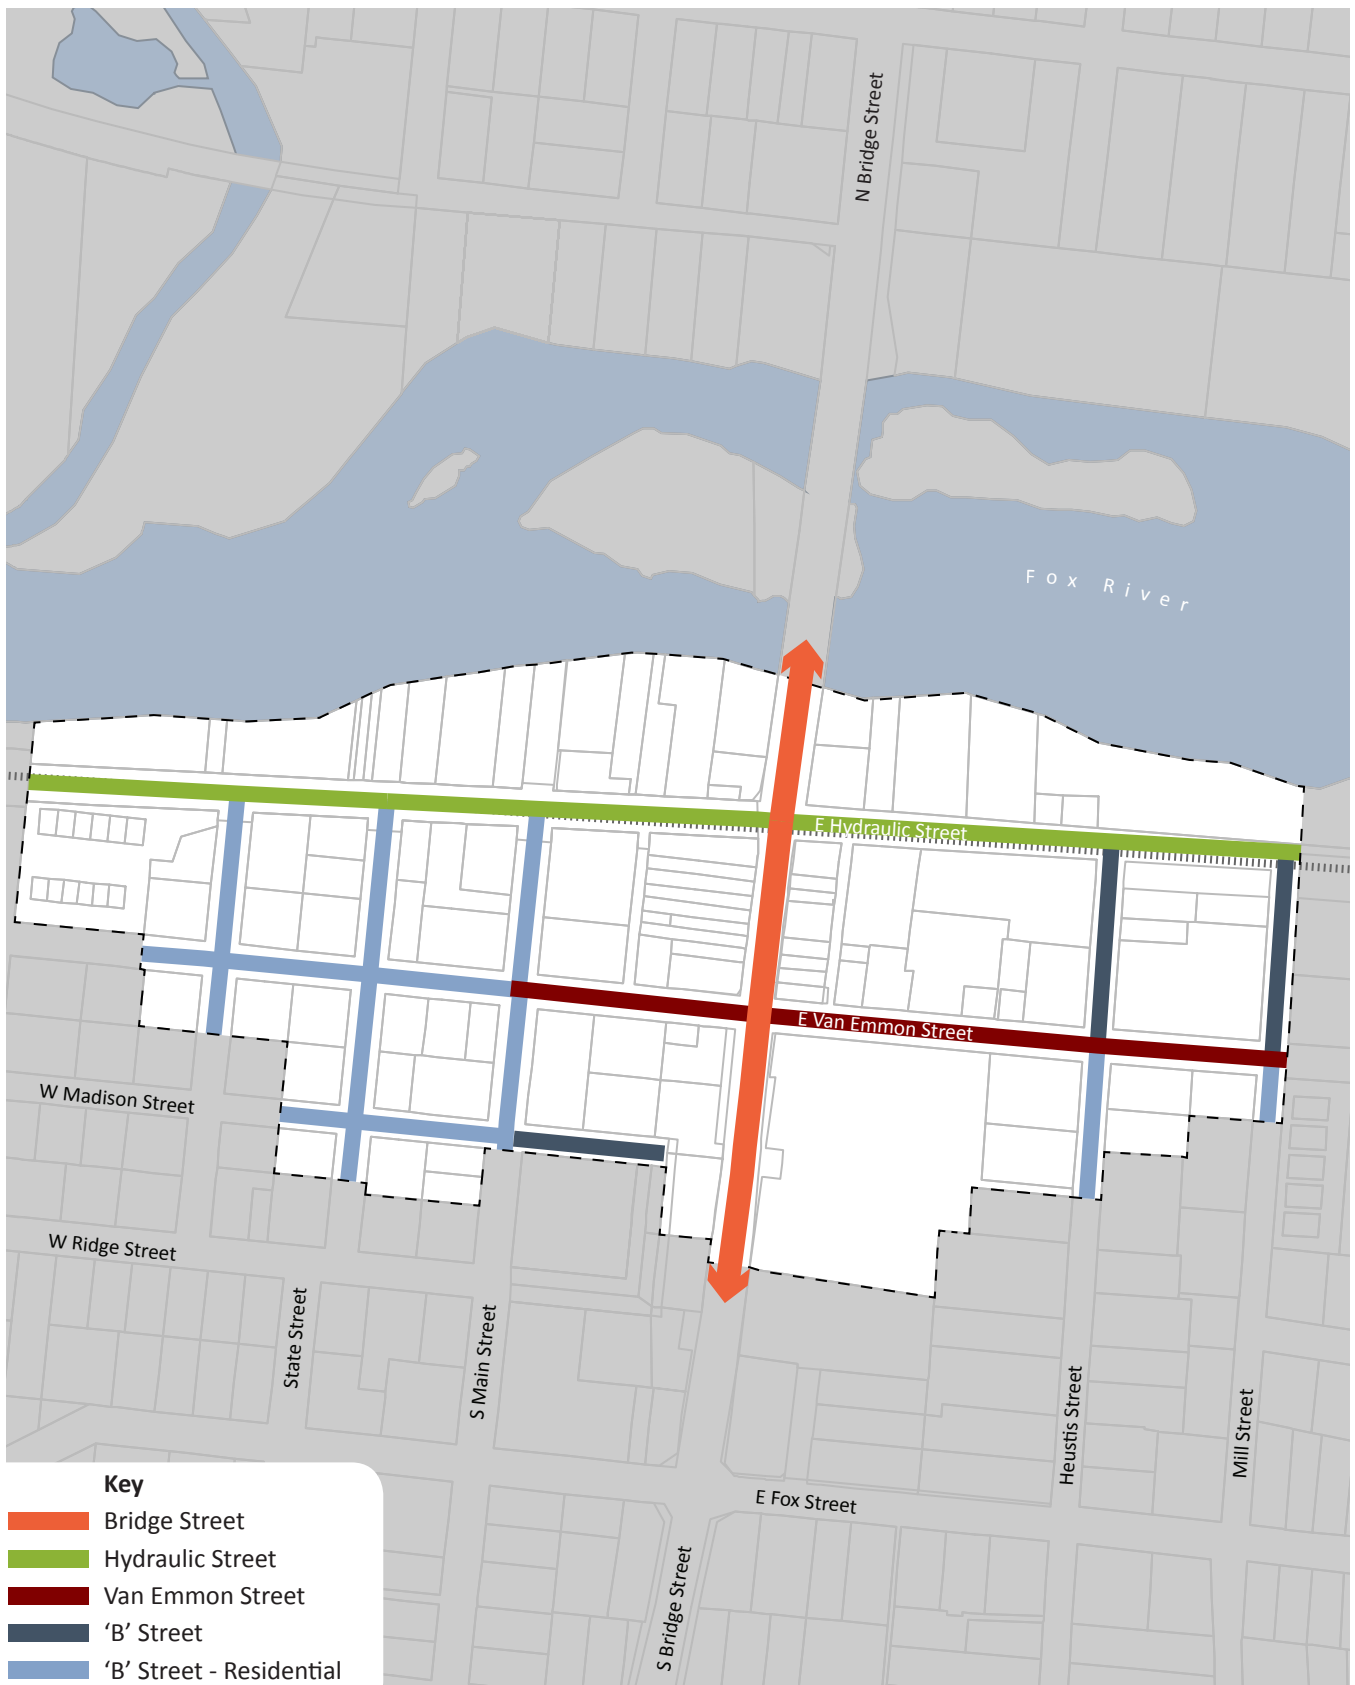 N Bridge Street
Fox River
E Hydraulic Street
E Van Emmon Street
W Madison Street
W Ridge Street
State Street
S Main Street
Heustis Street
Mill Street
E Fox Street
S Bridge Street
Key
Bridge Street
Hydraulic Street
Van Emmon Street
‘B’ Street
‘B’ Street - Residential